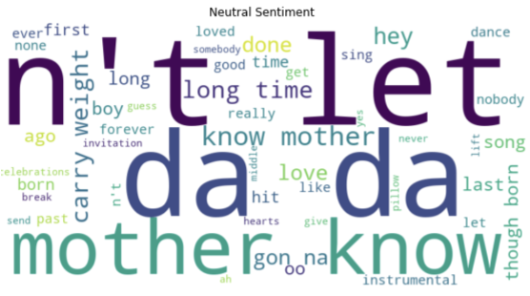 Neutral Sentiment
ever first
none
loved
somebody
good time
done
get
hey
sing
dance
nobody
n't let
long
long time
carry weight
boy
guess
forever
invitation
really
yes
ago
know mother
never
lift
song
celebrations
born
break
n't
da da
middle
love
like
hit
pillow
last
though born
send past
hearts
give
let
mother know
gon na
oo
ah
instrumental